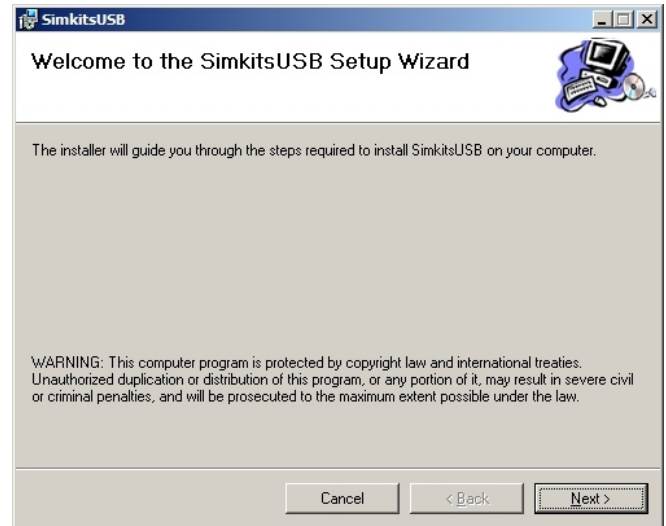 SimkitsUSB
Welcome to the SimkitsUSB Setup Wizard
The installer will guide you through the steps required to install SimkitsUSB on your computer.
WARNING: This computer program is protected by copyright law and international treaties.
Unauthorized duplication or distribution of this program, or any portion of it, may result in severe civil
or criminal penalties, and will be prosecuted to the maximum extent possible under the law.
Cancel
< Back
Next >